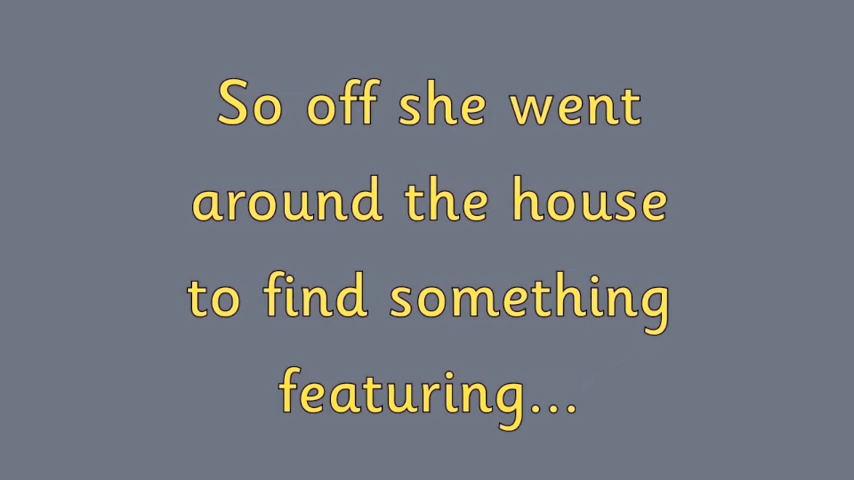 So off she went
around the house
to find something
featuring...